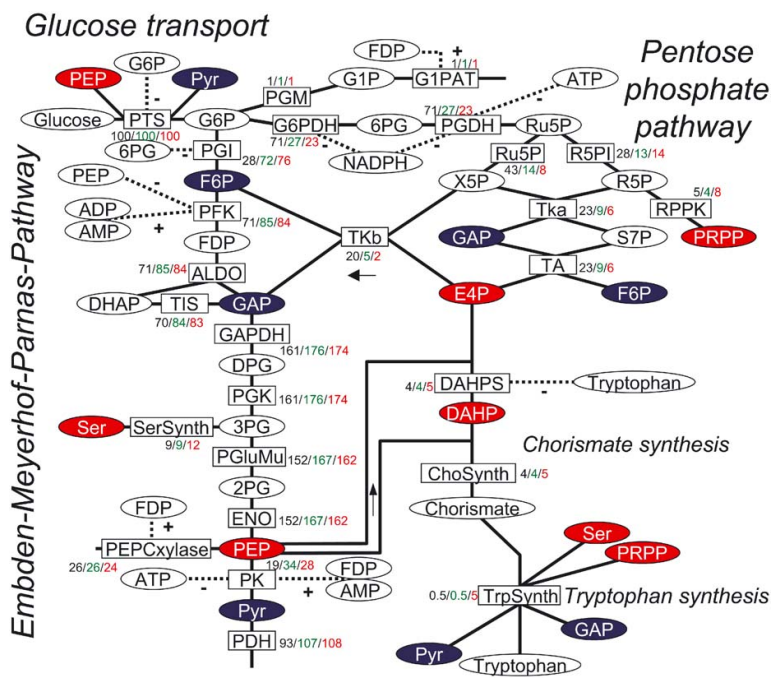 Glucose transport
Pentose
phosphate
pathway
Embden-Meyerhof-Parnas-Pathway
FDP
+
1/1/1
G6P
PEP
Pyr
-
1/1/1
PGM
G1P
G1PAT
ATP
-
Glucose
PTS
G6P
100/100/100
G6PDH
71/27/23
6PG
71/27/23
PGDH
Ru5P
-
-
NADPH
6PG
-
PGI
28/72/76
Ru5P
43/14/8
R5PI
28/13/14
PEP
-
F6P
X5P
R5P
5/4/8
RPPK
ADP
AMP
-
+
PFK
71/85/84
Tka
23/9/6
GAP
S7P
PRPP
FDP
TKb
20/5/2
71/85/84
ALDO
TA
23/9/6
DHAP
TIS
70/84/83
GAP
E4P
F6P
GAPDH
161/176/174
DPG
DAHPS
4/4/5
-
Tryptophan
PGK
161/176/174
DAHP
Ser
SerSynth
9/9/12
3PG
Chorismate synthesis
PGluMu
152/167/162
ChoSynth
4/4/5
2PG
Chorismate
FDP
+
ENO
152/167/162
Ser
PEPCxylase
26/26/24
PEP
PRPP
19/34/28
FDP
AMP
ATP
-
PK
+
0.5/0.5/5
TrpSynth
Tryptophan synthesis
Pyr
GAP
PDH
93/107/108
Pyr
Tryptophan